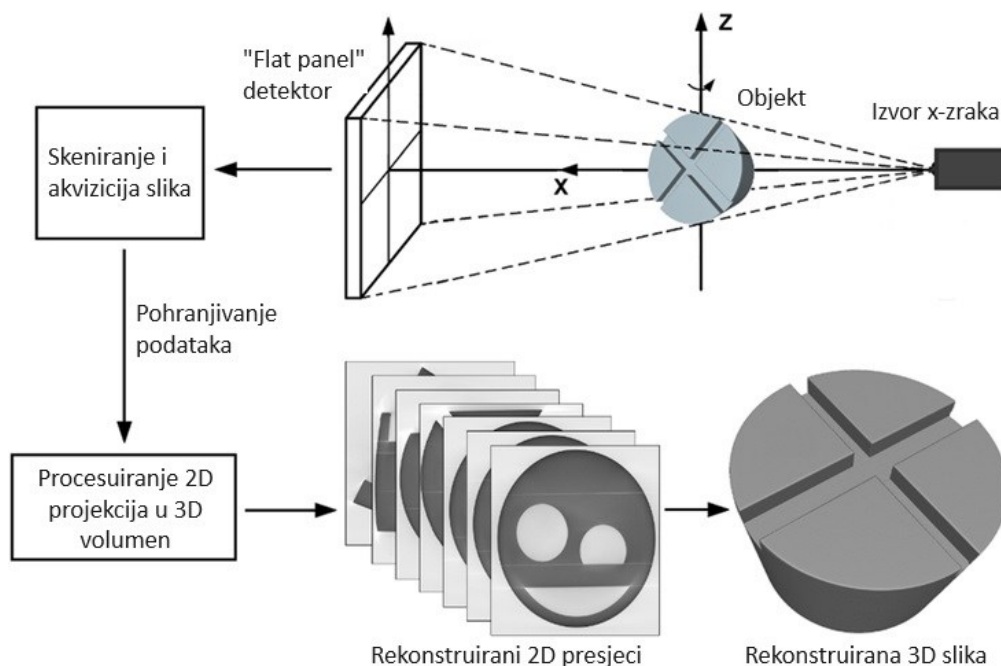 "Flat panel"
detektor
Z
Objekt
Izvor x-zraka
X
Skeniranje i
akvizicija slika
Pohranjivanje
podataka
Procesuiranje 2D
projekcija u 3D
volumen
Rekonstruirani 2D presjeci
Rekonstruirana 3D slika